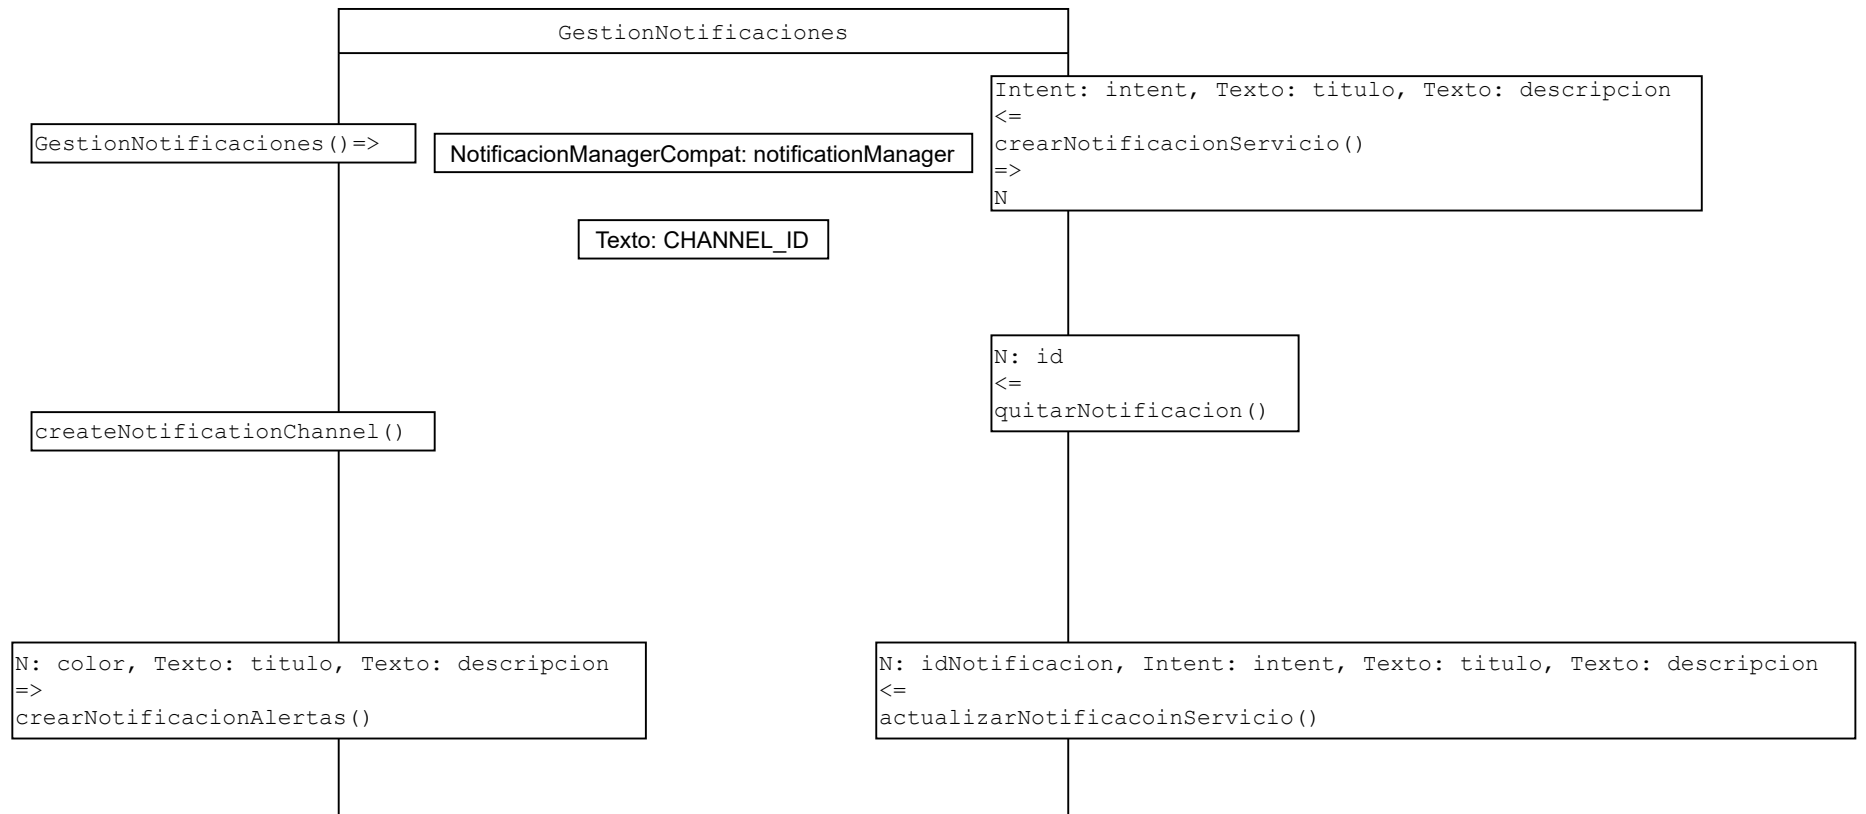 GestionNotificaciones
Intent: intent, Texto: titulo, Texto: descripcion
<=
crearNotificacionServicio()
=>
N
GestionNotificaciones()=>
NotificacionManagerCompat: notificationManager
Texto: CHANNEL_ID
N: id
<=
quitarNotificacion()
createNotificationChannel()
N: color, Texto: titulo, Texto: descripcion
=>
crearNotificacionAlertas()
N: idNotificacion, Intent: intent, Texto: titulo, Texto: descripcion
<=
actualizarNotificacoinServicio()